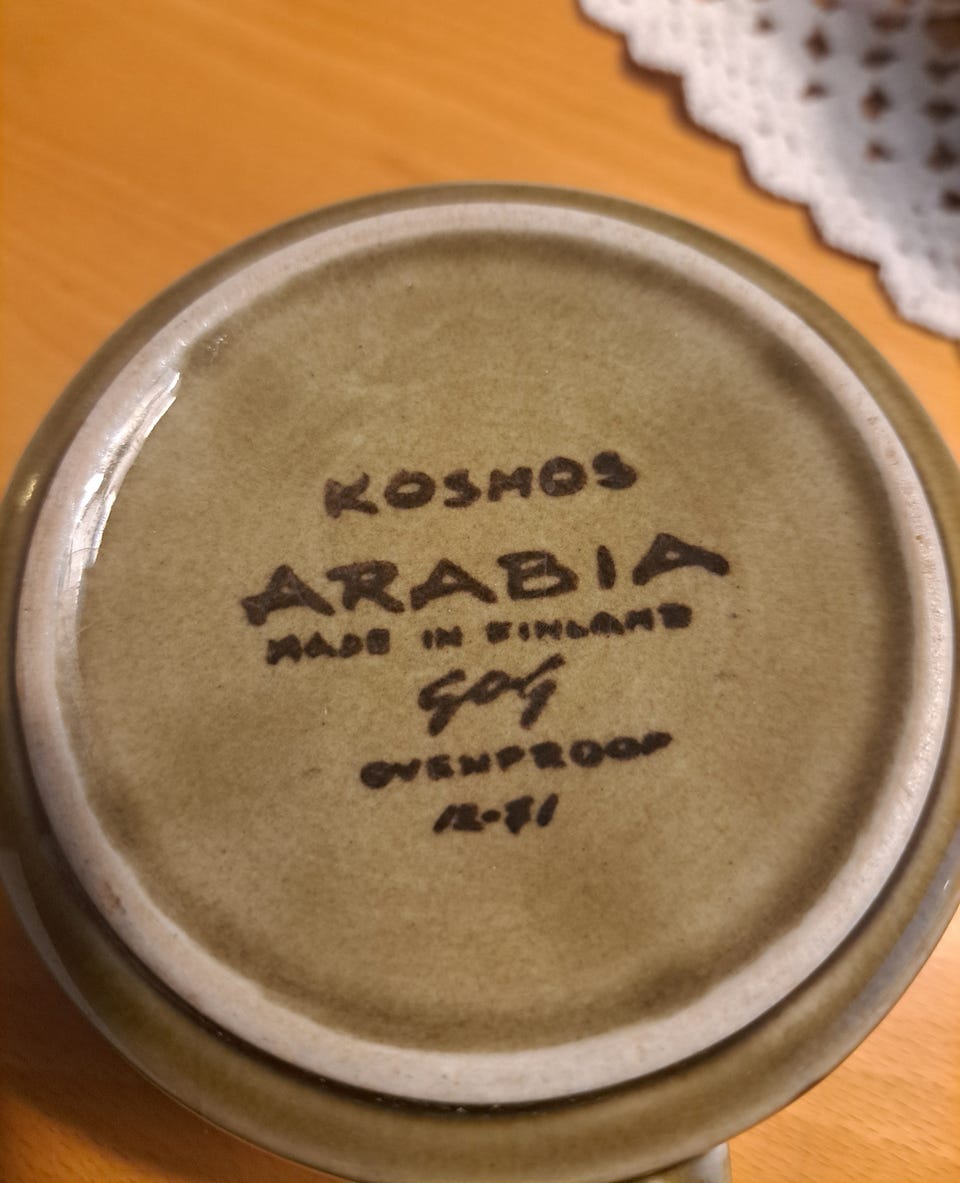 KOSMOS
ARABIA
MADE IN FINLAND
GOG
OVENPROOF
12-71